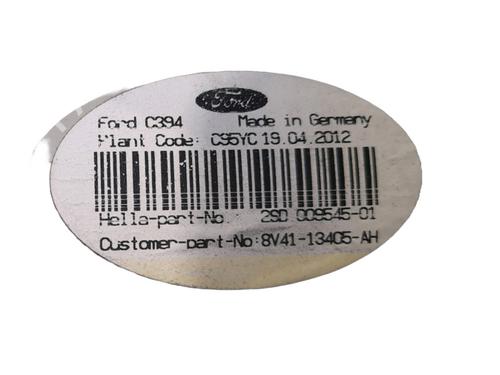 Ford
Ford C394 Made in Germany
Plant Code: C95YC 19.04.2012
Hella-part-No. 2SD 009545-01
Customer-part-No:8V41-13405-AH